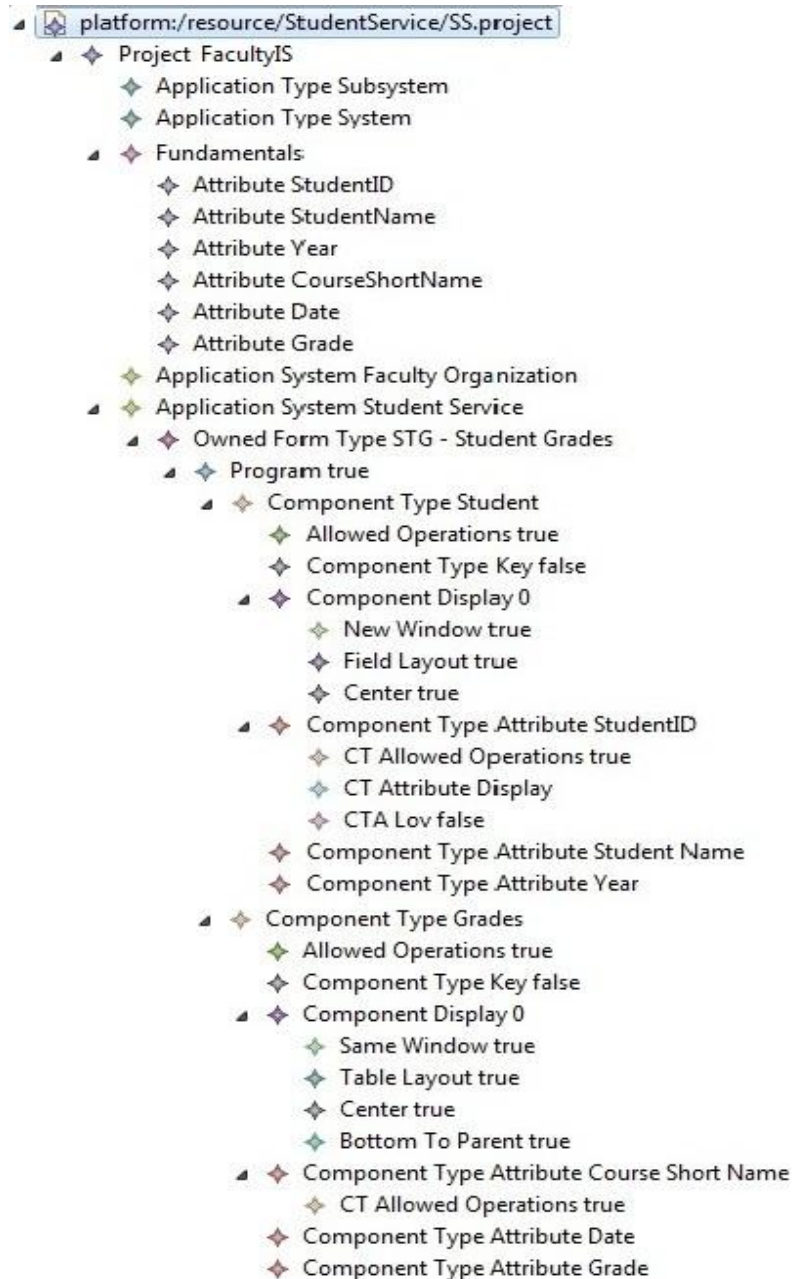 platform:/resource/StudentService/SS.project
Project FacultyIS
Application Type Subsystem
Application Type System
Fundamentals
Attribute StudentID
Attribute StudentName
Attribute Year
Attribute CourseShortName
Attribute Date
Attribute Grade
Application System Faculty Organization
Application System Student Service
Owned Form Type STG - Student Grades
Program true
Component Type Student
Allowed Operations true
Component Type Key false
Component Display 0
New Window true
Field Layout true
Center true
Component Type Attribute StudentID
CT Allowed Operations true
CT Attribute Display
CTA Lov false
Component Type Attribute Student Name
Component Type Attribute Year
Component Type Grades
Allowed Operations true
Component Type Key false
Component Display 0
Same Window true
Table Layout true
Center true
Bottom To Parent true
Component Type Attribute Course Short Name
CT Allowed Operations true
Component Type Attribute Date
Component Type Attribute Grade